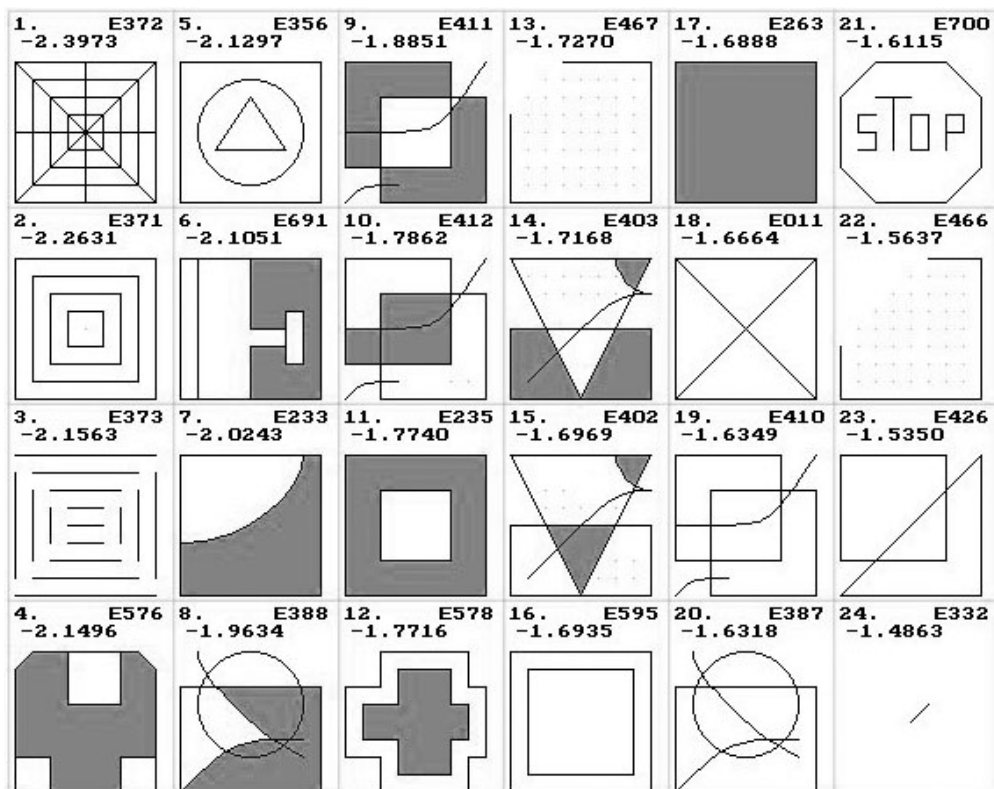 1. E372 5. E356 9. E411 13. E467 17. E263 21. E700
-2.3973 -2.1297 -1.8851 -1.7270 -1.6888 -1.6115
STOP
2. E371 6. E691 10. E412 14. E403 18. E011 22. E466
-2.2631 -2.1051 -1.7862 -1.7168 -1.6664 -1.5637
3. E373 7. E233 11. E235 15. E402 19. E410 23. E426
-2.1563 -2.0243 -1.7740 -1.6969 -1.6349 -1.5350
4. E576 8. E388 12. E578 16. E595 20. E387 24. E332
-2.1496 -1.9634 -1.7716 -1.6935 -1.6318 -1.4863